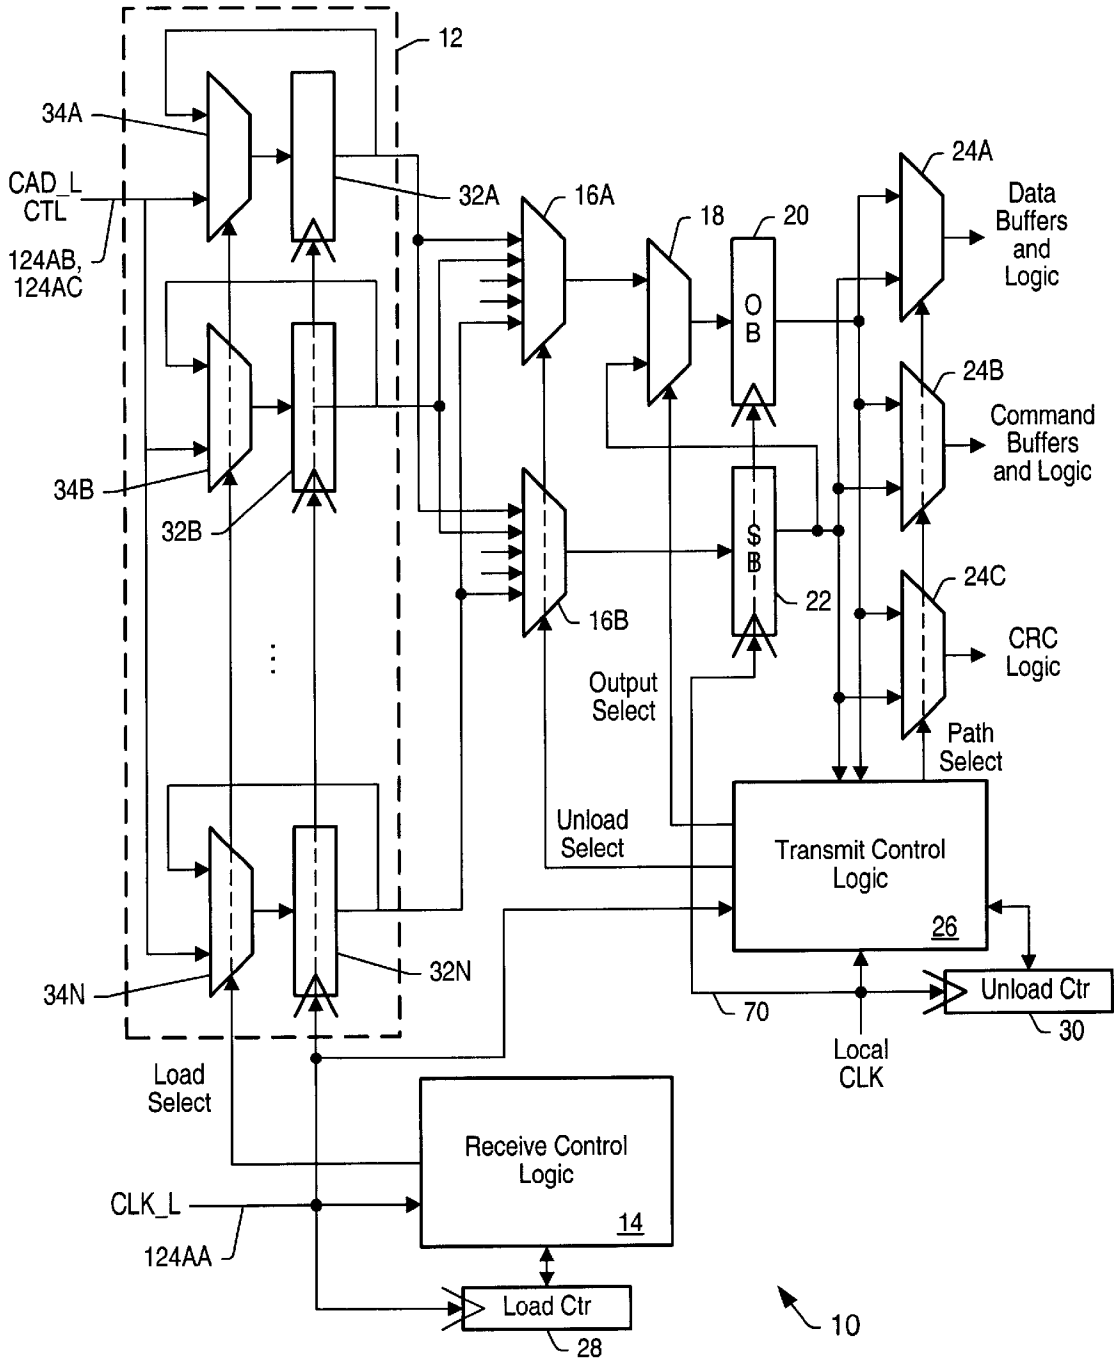 12
34A
CAD_L
CTL
124AB,
124AC
32A
16A
18
20
24A
Data
Buffers
and
Logic
O
B
24B
Command
Buffers
and Logic
34B
32B
S
B
22
24C
16B
CRC
Logic
...
Output
Select
Path
Select
Unload
Select
Transmit Control
Logic
26
34N
32N
70
Unload Ctr
30
Local
CLK
Load
Select
Receive Control
Logic
14
CLK_L
124AA
Load Ctr
28
10